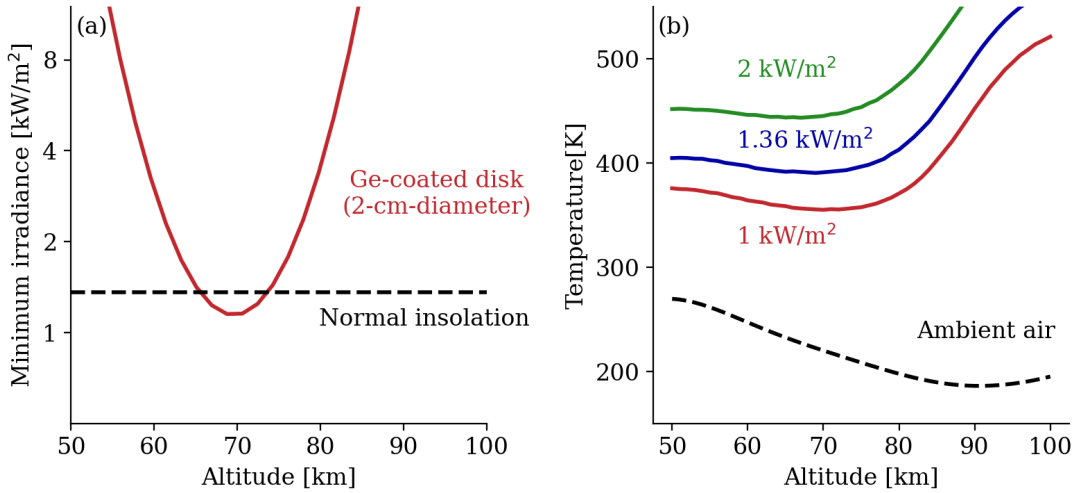 (a)
Minimum irradiance [kW/m²]
8
4
2
1
Ge-coated disk
(2-cm-diameter)
Normal insolation
50 60 70 80 90 100
Altitude [km]
(b)
Temperature[K]
500
400
300
200
2 kW/m²
1.36 kW/m²
1 kW/m²
Ambient air
50 60 70 80 90 100
Altitude [km]